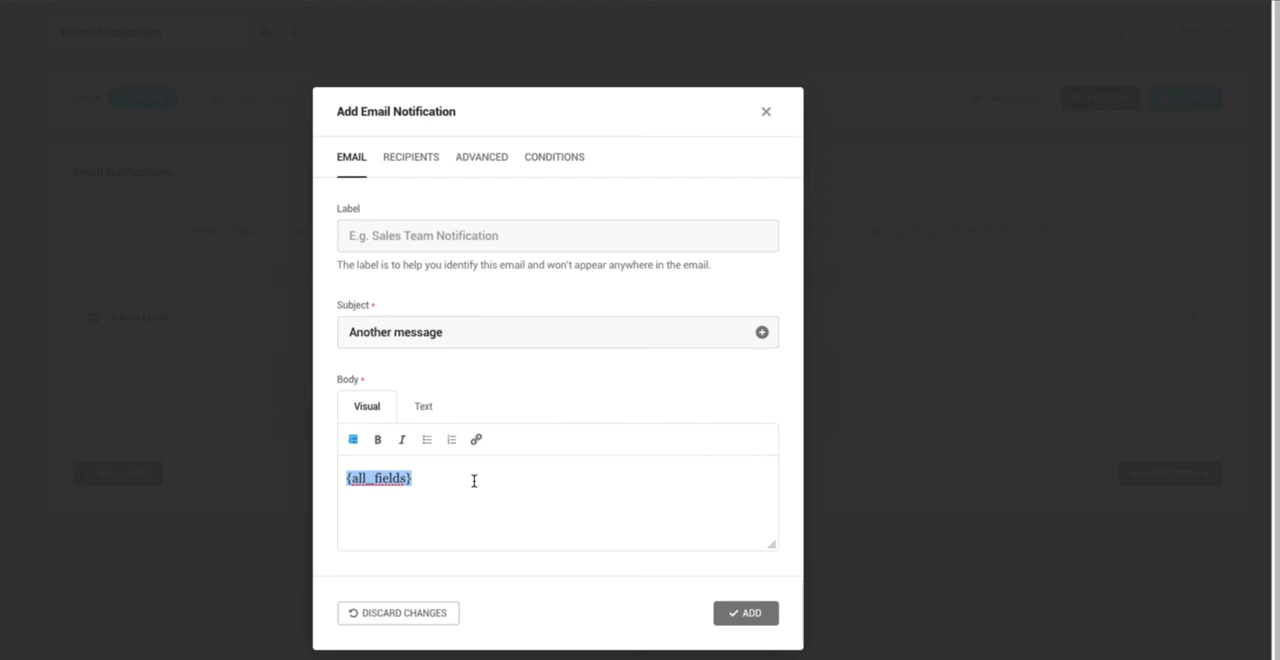 Estimate calculator
Add Email Notification
EMAIL RECIPIENTS ADVANCED CONDITIONS
Email Notifications
Label
E.g. Sales Team Notification
The label is to help you identify this email and won't appear anywhere in the email.
Subject *
Another message
Admin Email
Body *
Visual Text
B I
{all_fields}
DISCARD CHANGES ADD